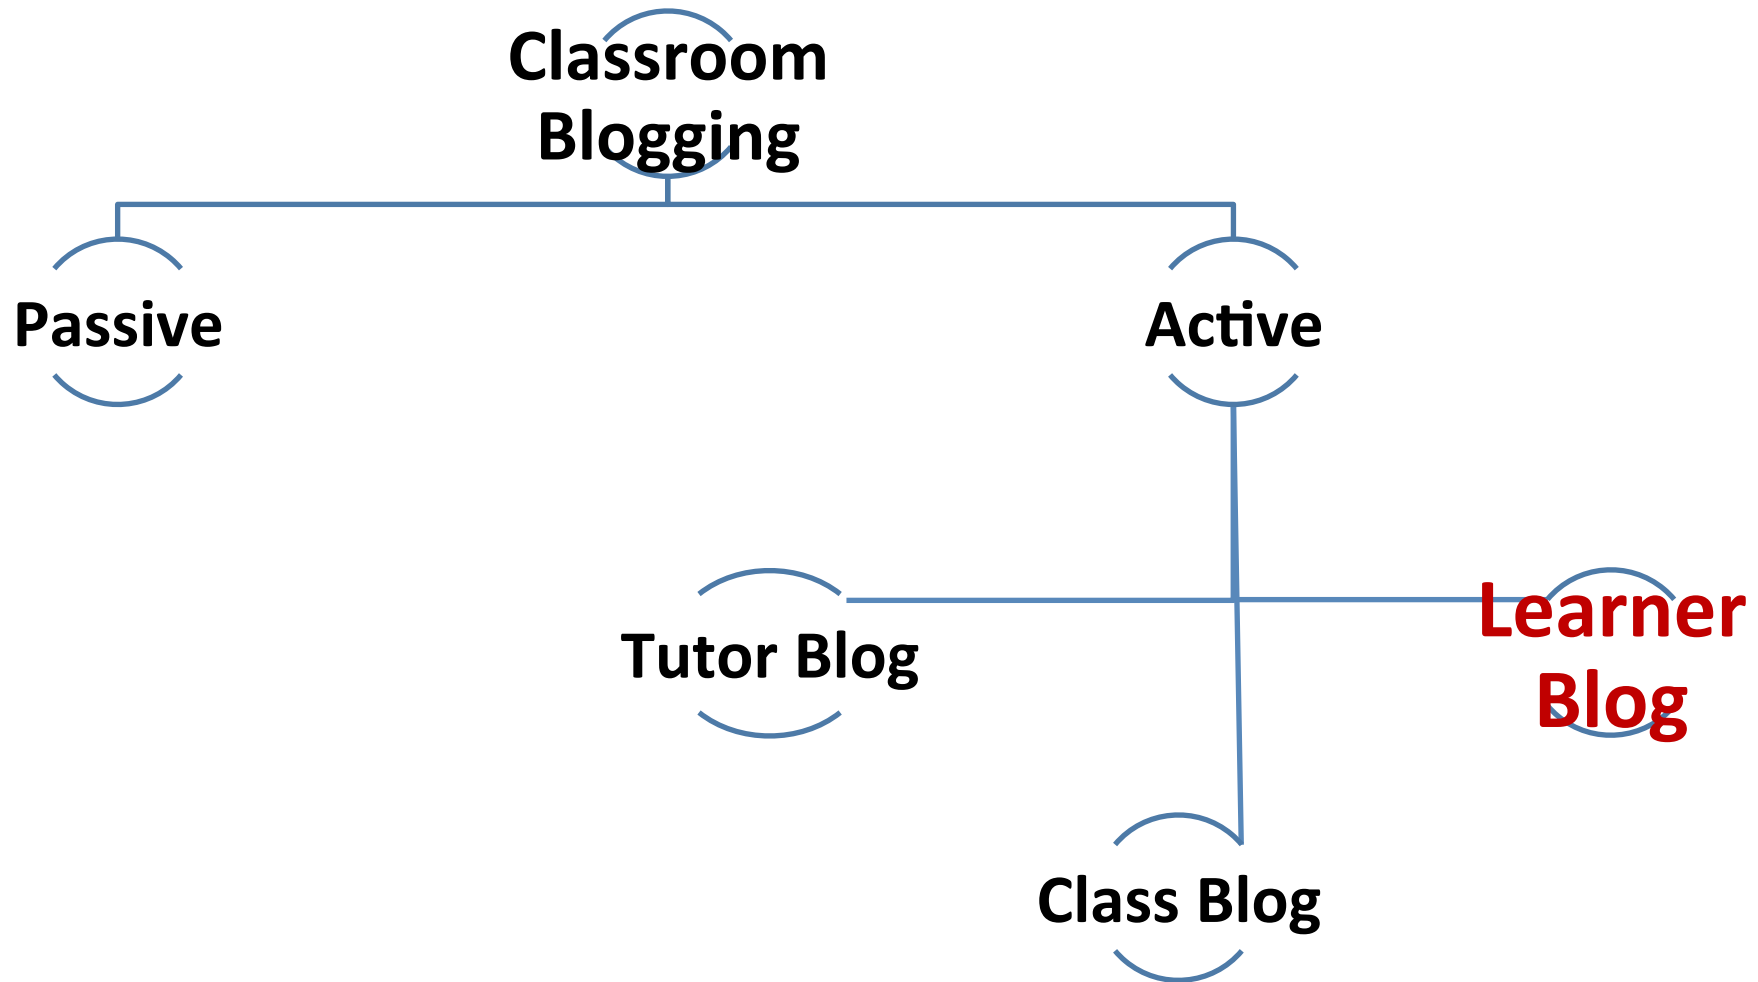 Classroom
Blogging
Passive
Active
Tutor Blog
Learner
Blog
Class Blog